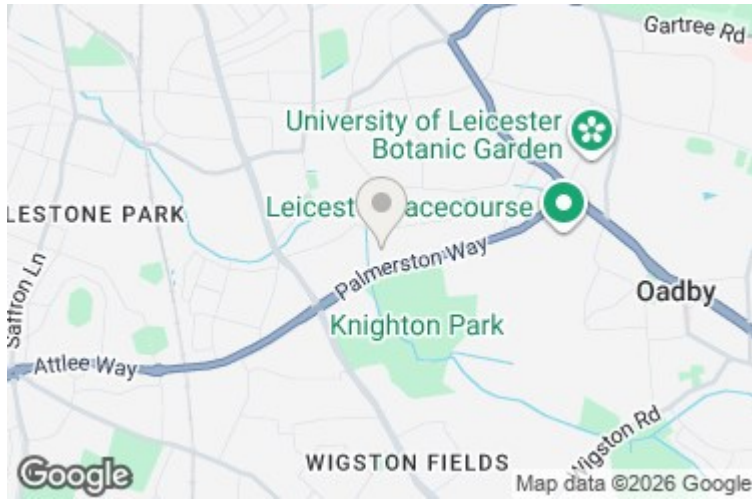 Gartree Rd
University of Leicester
Botanic Garden
LESTONE PARK
Leicest
acecourse
Saffron Ln
Palmerston Way
Oadby
Knighton Park
Attlee Way
Wigston Rd
WIGSTON FIELDS
Google
Map data ©2026 Google